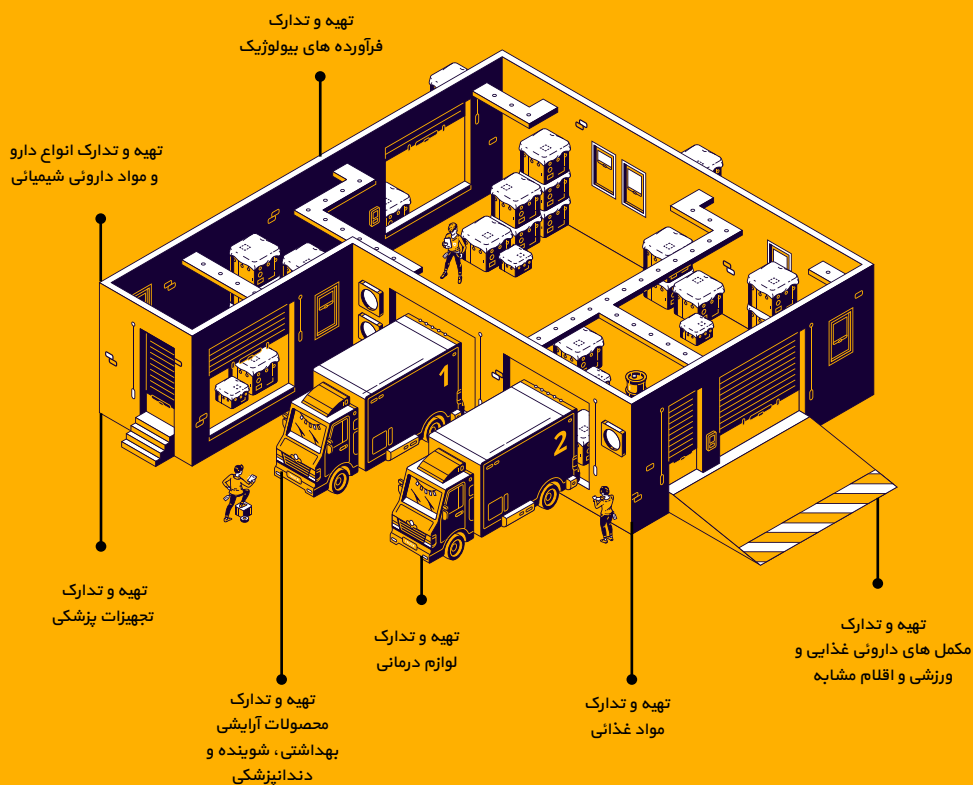 تهیه و تدارک
فرآورده های بیولوژیک
تهیه و تدارک انواع دارو
و مواد داروئی شیمیائی
1
2
تهیه و تدارک
تجهیزات پزشکی
تهیه و تدارک
محصولات آرایشی
بهداشتی، شوینده و
دندانپزشکی
تهیه و تدارک
لوازم درمانی
تهیه و تدارک
مواد غذائی
تهیه و تدارک
مکمل های داروئی غذایی و
ورزشی و اقلام مشابه